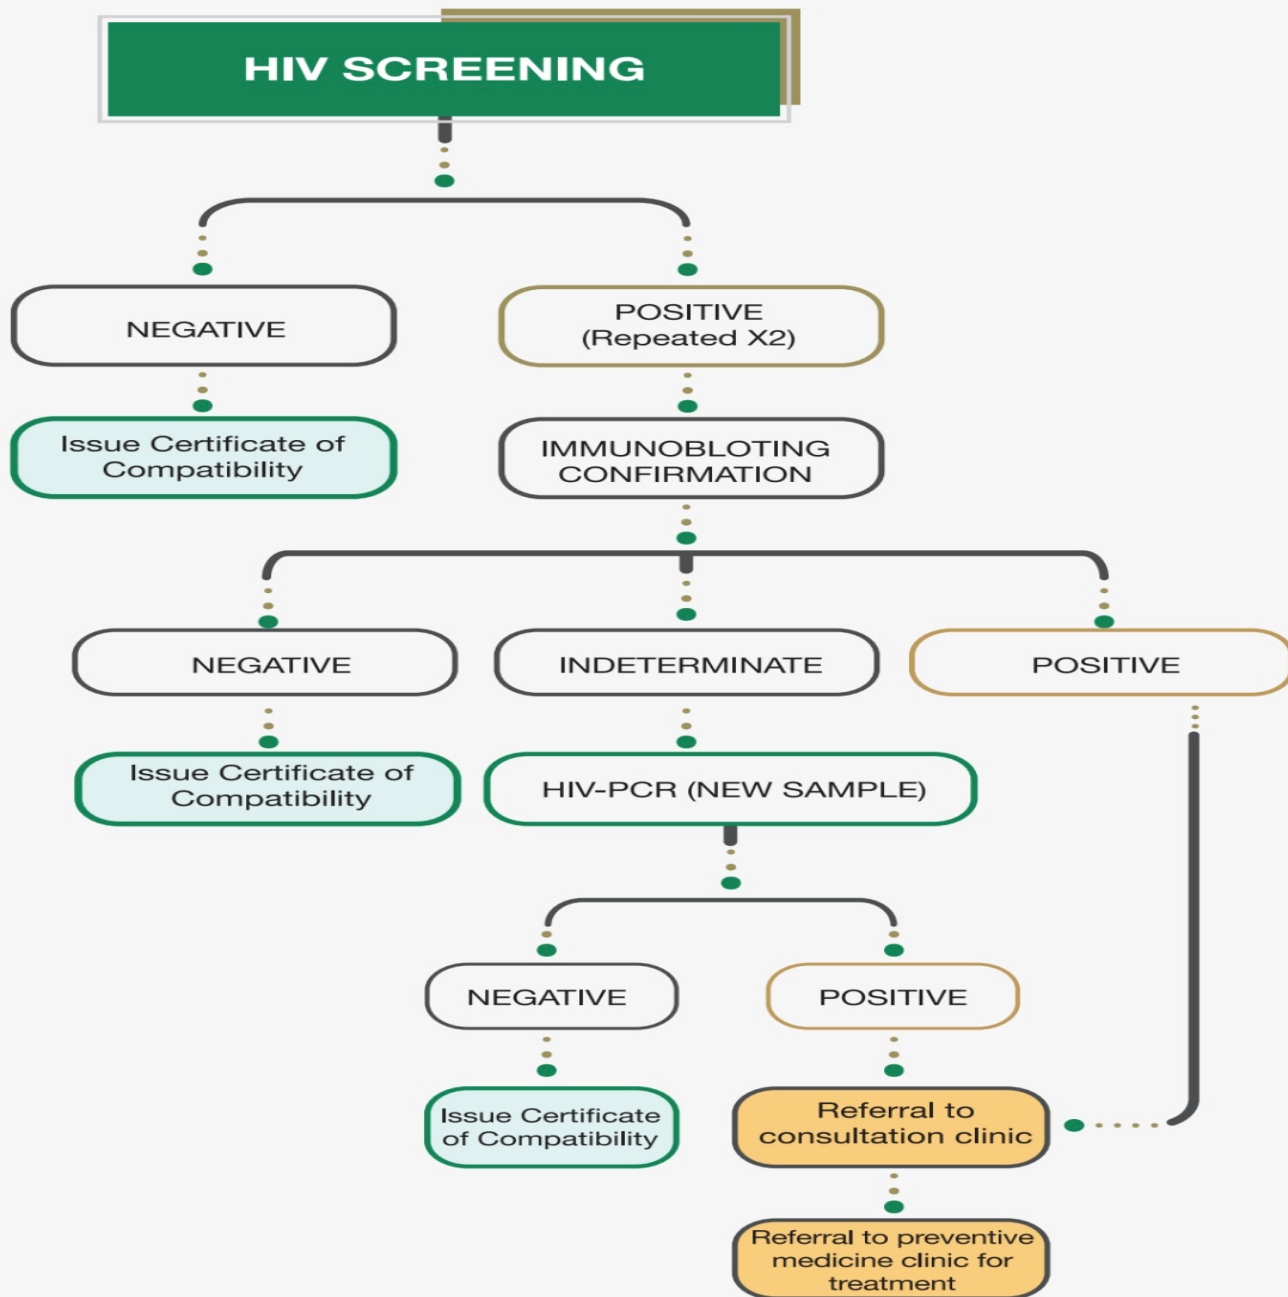 HIV SCREENING
NEGATIVE
POSITIVE
(Repeated X2)
Issue Certificate of
Compatibility
IMMUNOBLOTING
CONFIRMATION
NEGATIVE
INDETERMINATE
POSITIVE
Issue Certificate of
Compatibility
HIV-PCR (NEW SAMPLE)
NEGATIVE
POSITIVE
Issue Certificate
of Compatibility
Referral to
consultation clinic
Referral to preventive
medicine clinic for
treatment